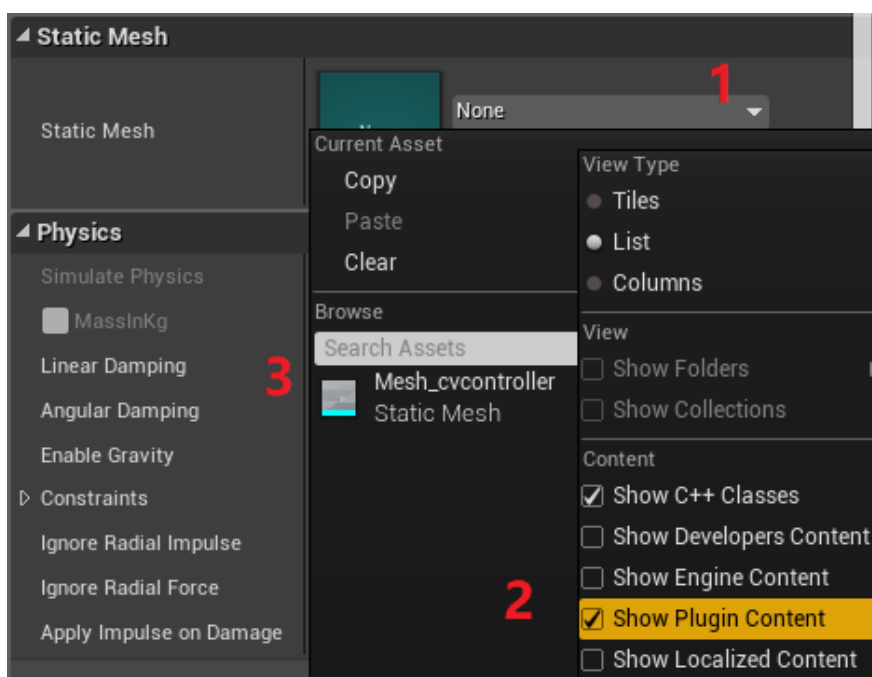 Static Mesh
1
Static Mesh
None
Current Asset
Copy
Paste
Clear
Browse
Search Assets
Mesh_cvcontroller
Static Mesh
View Type
Tiles
List
Columns
View
Show Folders
Show Collections
Content
Show C++ Classes
Show Developers Content
Show Engine Content
Show Plugin Content
Show Localized Content
2
Physics
Simulate Physics
MassInKg
Linear Damping
3
Angular Damping
Enable Gravity
Constraints
Ignore Radial Impulse
Ignore Radial Force
Apply Impulse on Damage